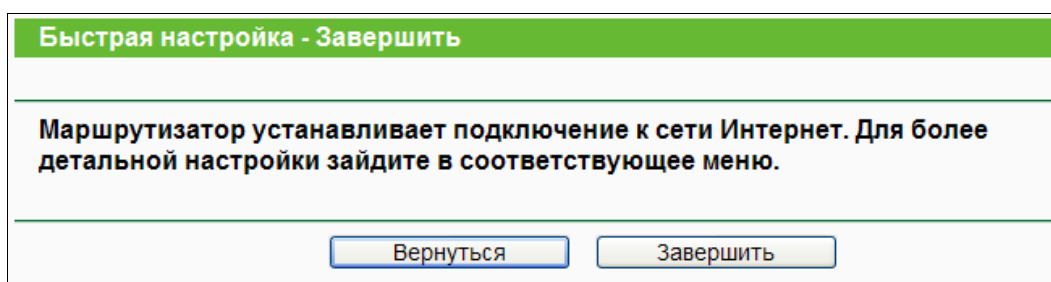 Быстрая настройка - Завершить
Маршрутизатор устанавливает подключение к сети Интернет. Для более
детальной настройки зайдите в соответствующее меню.
Вернуться
Завершить